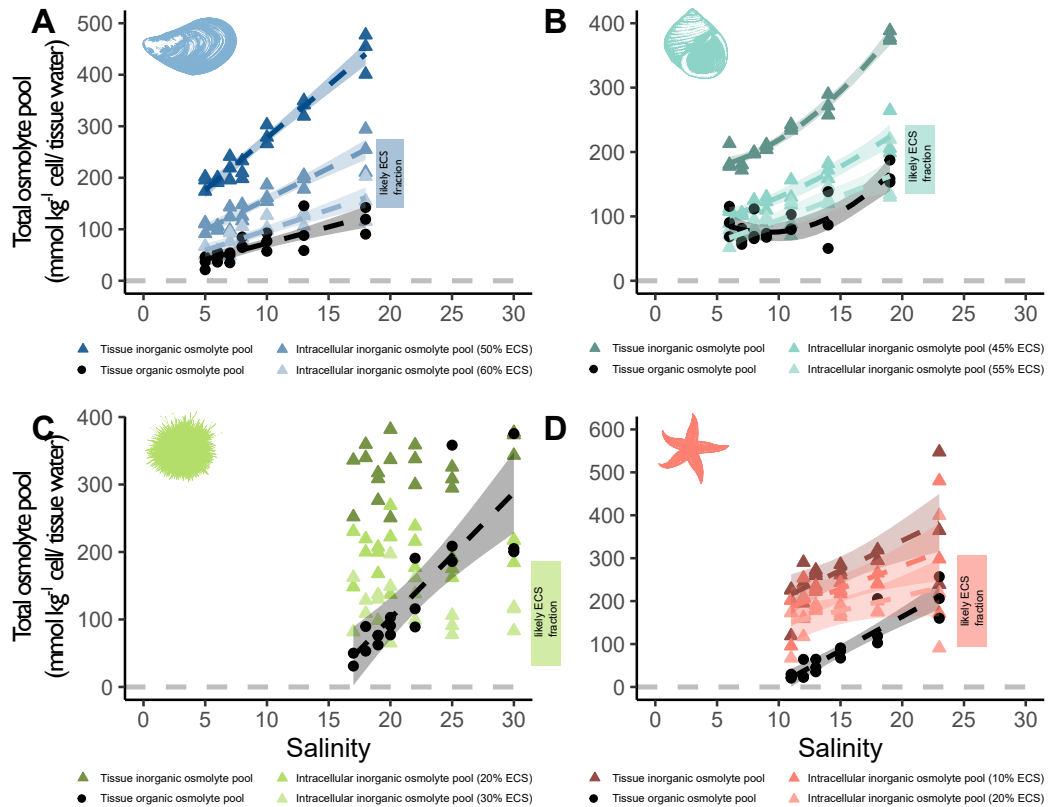 A
B
Total osmolyte pool
(mmol kg⁻¹ cell/ tissue water)
500
400
300
200
100
0
0 5 10 15 20 25 30
likely ECS
fraction
400
300
200
100
0
0 5 10 15 20 25 30
likely ECS
fraction
Tissue inorganic osmolyte pool
Intracellular inorganic osmolyte pool (50% ECS)
Tissue organic osmolyte pool
Intracellular inorganic osmolyte pool (60% ECS)
Tissue inorganic osmolyte pool
Intracellular inorganic osmolyte pool (45% ECS)
Tissue organic osmolyte pool
Intracellular inorganic osmolyte pool (55% ECS)
C
D
Total osmolyte pool
(mmol kg⁻¹ cell/ tissue water)
400
300
200
100
0
0 5 10 15 20 25 30
Salinity
likely ECS
fraction
600
500
400
300
200
100
0
0 5 10 15 20 25 30
Salinity
likely ECS
fraction
Tissue inorganic osmolyte pool
Intracellular inorganic osmolyte pool (20% ECS)
Tissue organic osmolyte pool
Intracellular inorganic osmolyte pool (30% ECS)
Tissue inorganic osmolyte pool
Intracellular inorganic osmolyte pool (10% ECS)
Tissue organic osmolyte pool
Intracellular inorganic osmolyte pool (20% ECS)